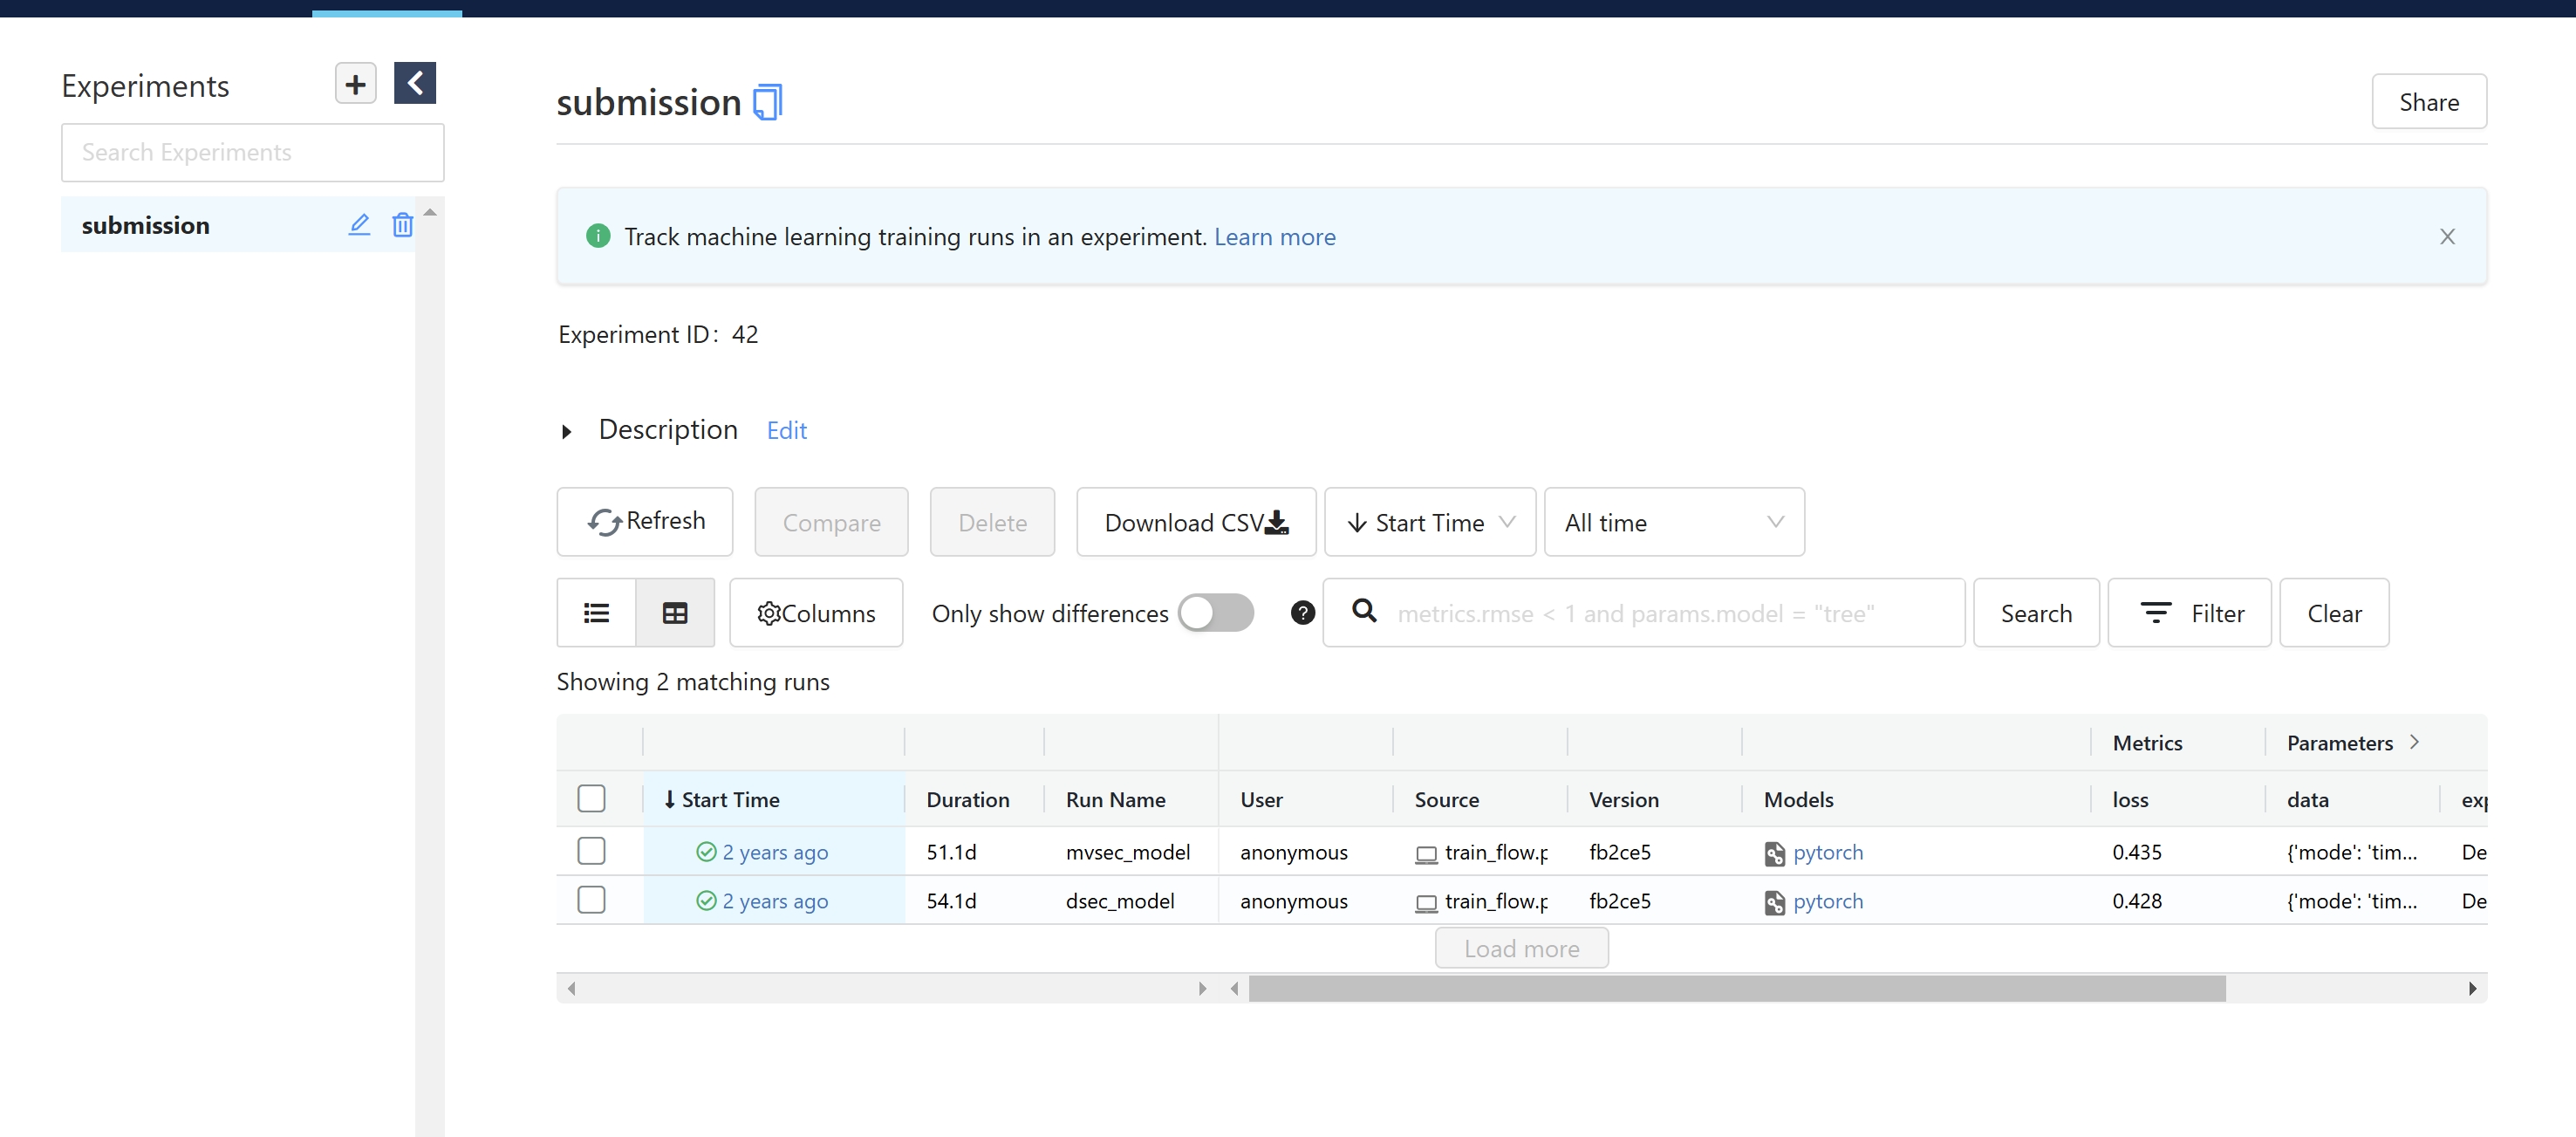 Experiments
Search Experiments
submission
submission
Share
Track machine learning training runs in an experiment. Learn more
Experiment ID: 42
Description Edit
Refresh Compare Delete Download CSV Start Time All time
Columns Only show differences metrics.rmse < 1 and params.model = "tree" Search Filter Clear
Showing 2 matching runs
Metrics Parameters
Start Time Duration Run Name User Source Version Models loss data exp
2 years ago 51.1d mvsec_model anonymous train_flow.p fb2ce5 pytorch 0.435 {'mode': 'tim... De
2 years ago 54.1d dsec_model anonymous train_flow.p fb2ce5 pytorch 0.428 {'mode': 'tim... De
Load more